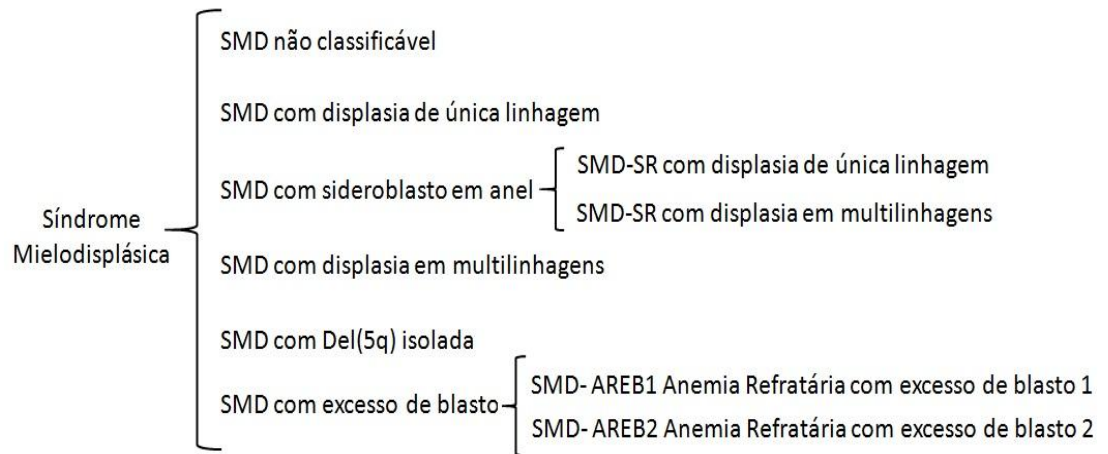 SMD não classificável
SMD com displasia de única linhagem
SMD com sideroblasto em anel
SMD-SR com displasia de única linhagem
SMD-SR com displasia em multilinhagens
Síndrome
Mielodisplásica
SMD com displasia em multilinhagens
SMD com Del(5q) isolada
SMD com excesso de blasto
SMD- AREB1 Anemia Refratária com excesso de blasto 1
SMD- AREB2 Anemia Refratária com excesso de blasto 2